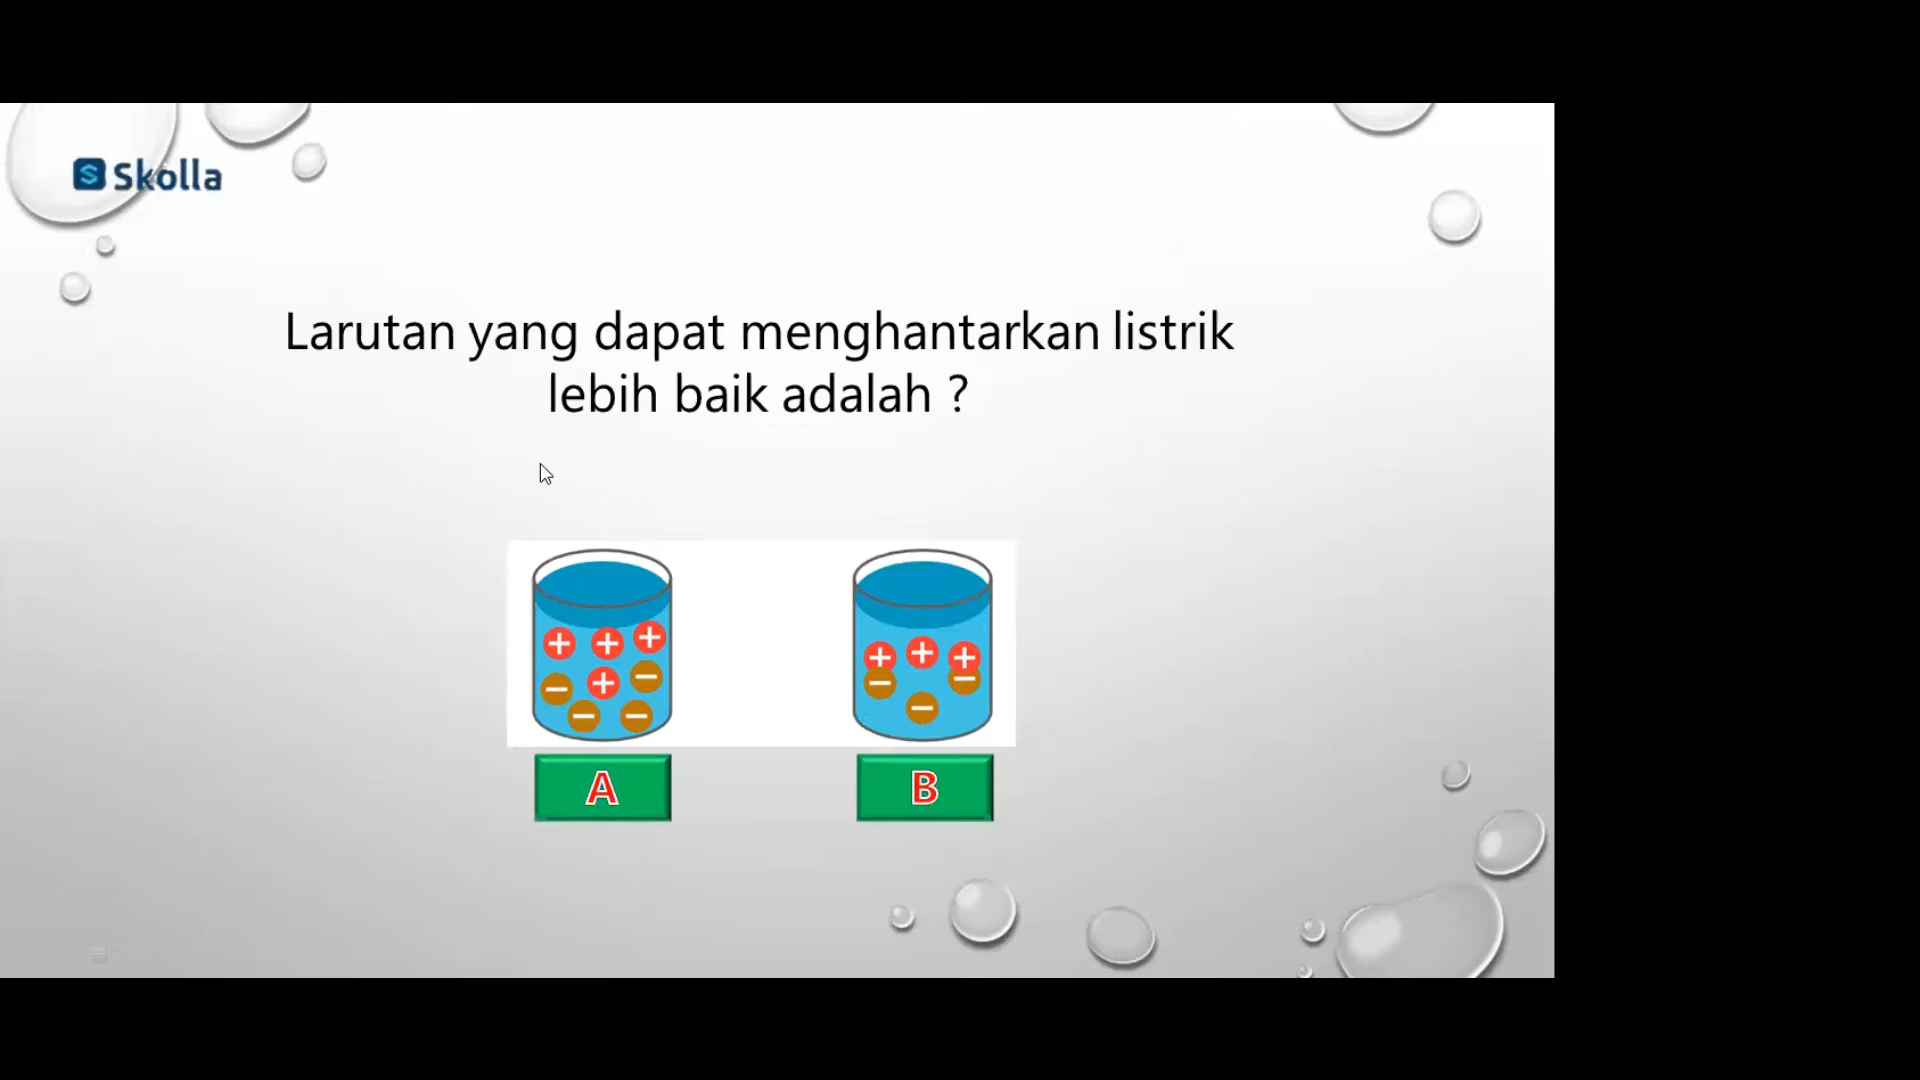 Skolla
Larutan yang dapat menghantarkan listrik
lebih baik adalah ?
A
B